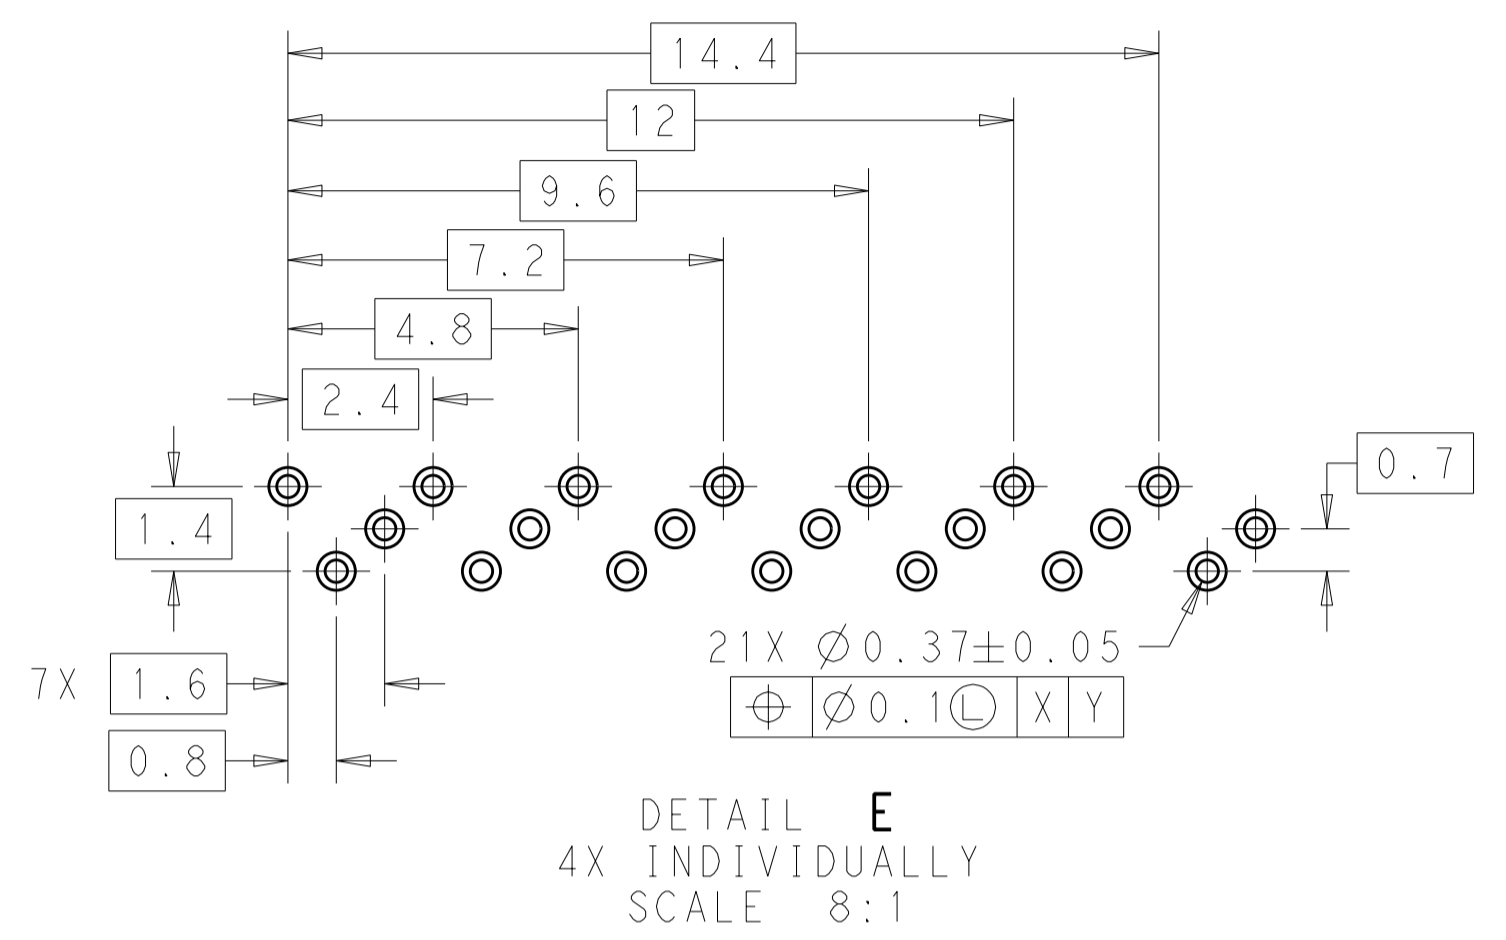 14.4
12
9.6
7.2
4.8
2.4
0.7
1.4
21X ⌀0.37±0.05
7X 1.6
⌖ ⌀0.1Ⓛ X Y
0.8
DETAIL E
4X INDIVIDUALLY
SCALE 8:1